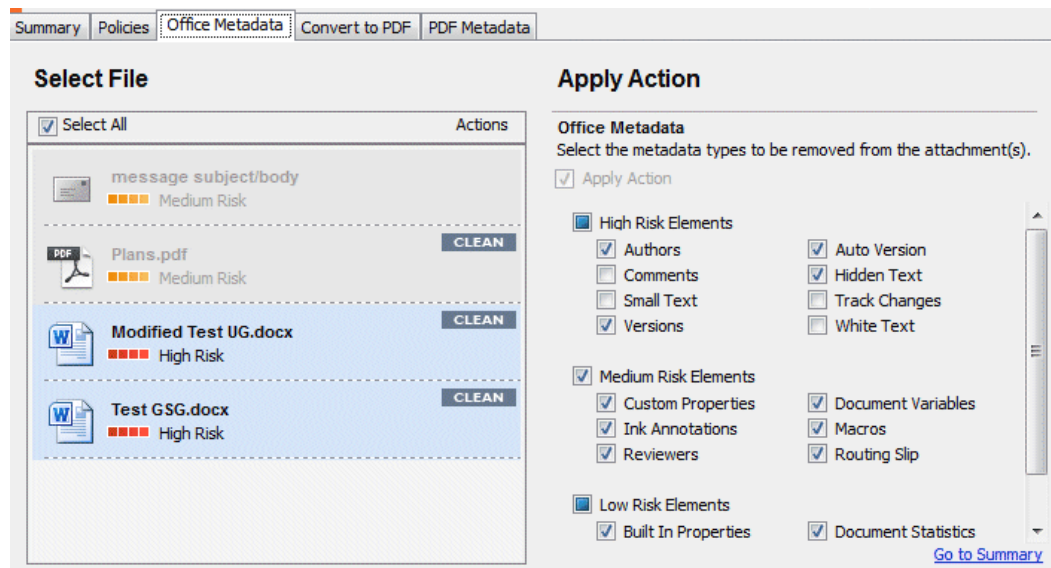 Summary Policies Office Metadata Convert to PDF PDF Metadata
Select File
Select All Actions
message subject/body
Medium Risk
CLEAN
PDF
Plans.pdf
Medium Risk
CLEAN
W
Modified Test UG.docx
High Risk
CLEAN
W
Test GSG.docx
High Risk
Apply Action
Office Metadata
Select the metadata types to be removed from the attachment(s).
Apply Action
High Risk Elements
Authors Auto Version
Comments Hidden Text
Small Text Track Changes
Versions White Text
Medium Risk Elements
Custom Properties Document Variables
Ink Annotations Macros
Reviewers Routing Slip
Low Risk Elements
Built In Properties Document Statistics
Go to Summary